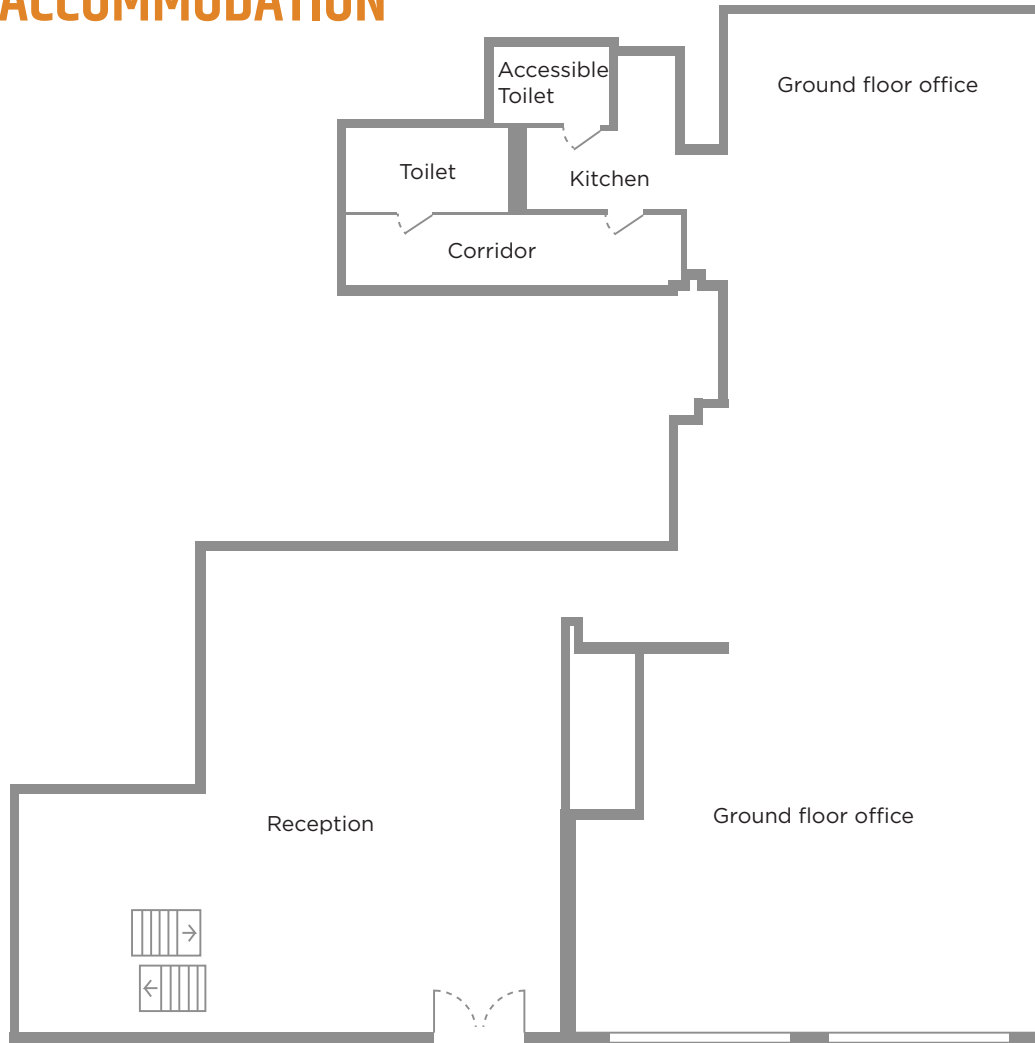 ACCOMMODATION
Accessible
Toilet
Ground floor office
Toilet
Kitchen
Corridor
Reception
Ground floor office